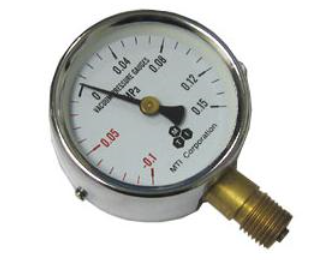 0
0.04
0.08
0.12
0.15
VACUUM PRESSURE GAUGES
MPa
0.05
-0.1
M
T I
MTI Corporation